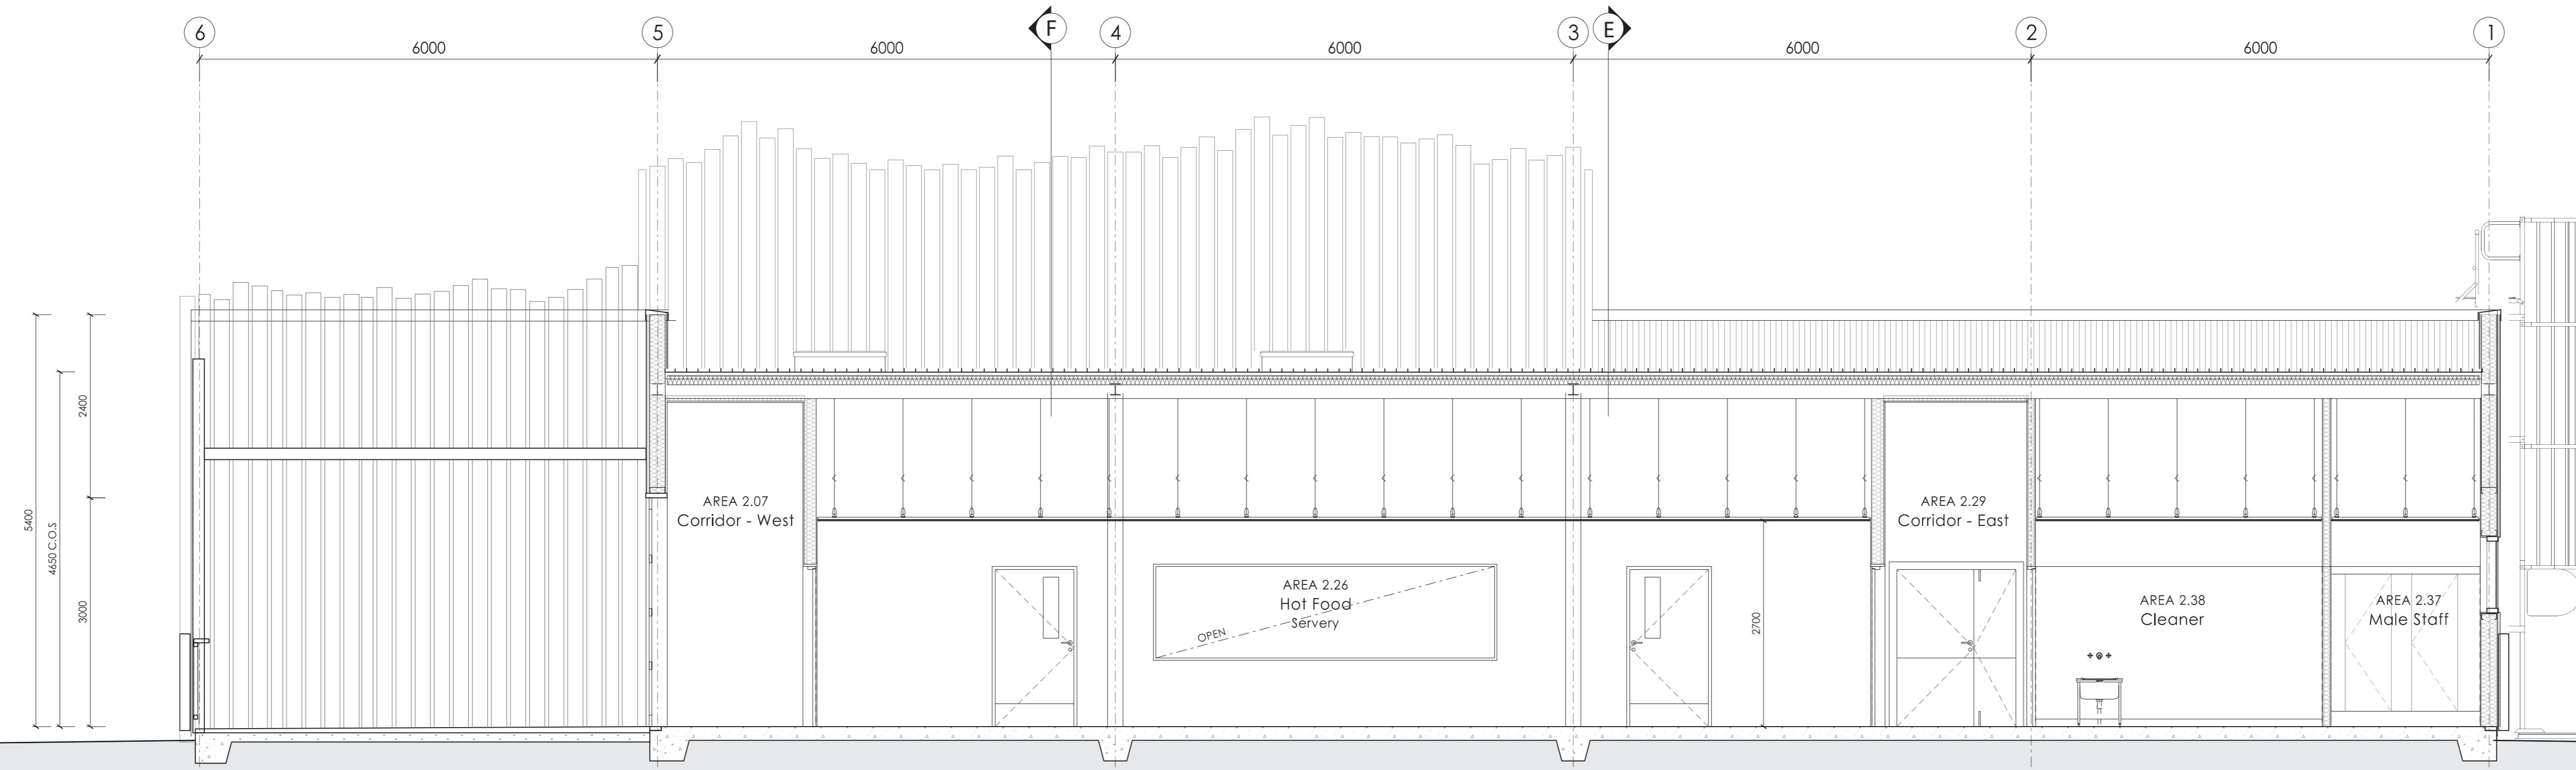 6
5
F
4
3
E
2
1
6000
6000
6000
6000
6000
5400
4650 C.O.S
2400
3000
AREA 2.07
Corridor - West
AREA 2.26
Hot Food
Servery
OPEN
2700
AREA 2.29
Corridor - East
AREA 2.38
Cleaner
AREA 2.37
Male Staff